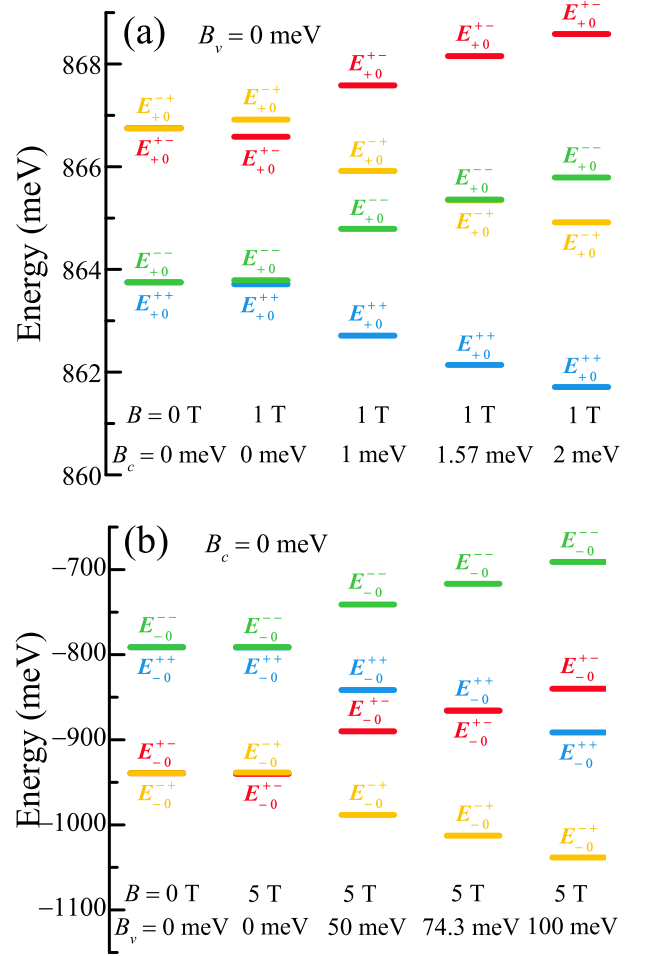 (a) B_v = 0 meV
Energy (meV)
868
866
864
862
860
E_{+0}^{-+}
E_{+0}^{+-}
E_{+0}^{--}
E_{+0}^{++}
E_{+0}^{-+}
E_{+0}^{+-}
E_{+0}^{--}
E_{+0}^{++}
E_{+0}^{+-}
E_{+0}^{-+}
E_{+0}^{--}
E_{+0}^{++}
E_{+0}^{+-}
E_{+0}^{--}
E_{+0}^{-+}
E_{+0}^{++}
E_{+0}^{+-}
E_{+0}^{--}
E_{+0}^{-+}
E_{+0}^{++}
B = 0 T 1 T 1 T 1 T 1 T
B_c = 0 meV 0 meV 1 meV 1.57 meV 2 meV
(b) B_c = 0 meV
Energy (meV)
−700
−800
−900
−1000
−1100
E_{-0}^{--}
E_{-0}^{++}
E_{-0}^{+-}
E_{-0}^{-+}
E_{-0}^{--}
E_{-0}^{++}
E_{-0}^{-+}
E_{-0}^{+-}
E_{-0}^{--}
E_{-0}^{++}
E_{-0}^{+-}
E_{-0}^{-+}
E_{-0}^{--}
E_{-0}^{++}
E_{-0}^{+-}
E_{-0}^{-+}
E_{-0}^{--}
E_{-0}^{+-}
E_{-0}^{++}
E_{-0}^{-+}
B = 0 T 5 T 5 T 5 T 5 T
B_v = 0 meV 0 meV 50 meV 74.3 meV 100 meV